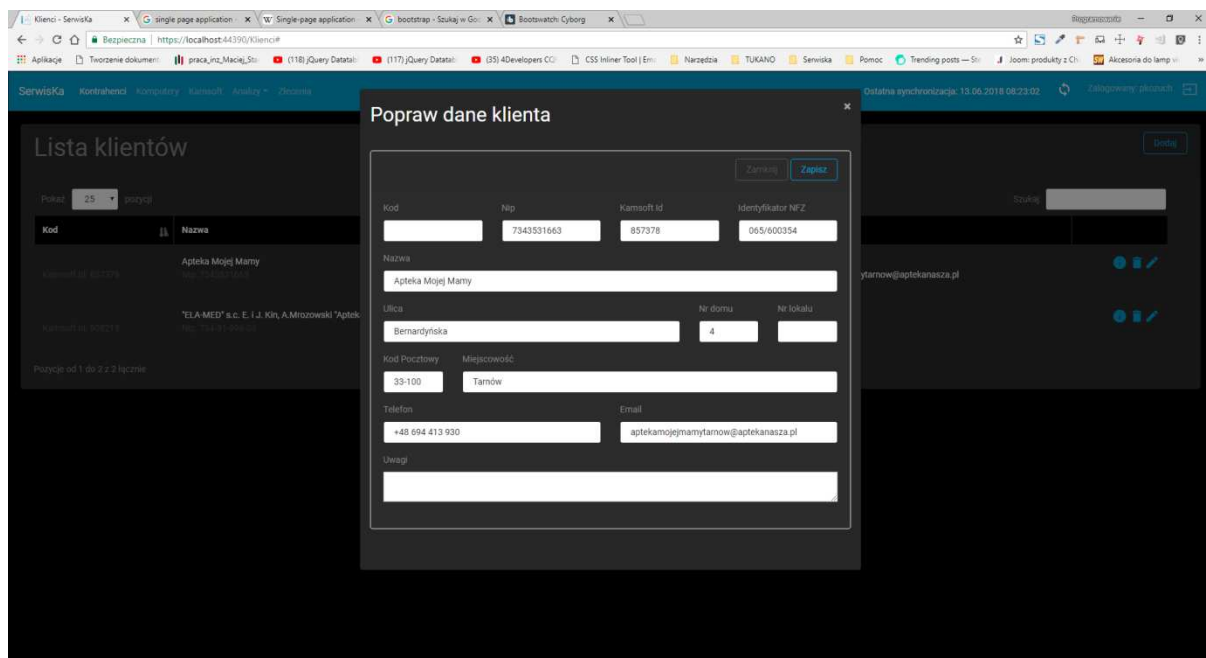 Klienci - SerwisKa
single page application
Single-page application
bootstrap - Szukaj w Goo
Bootswatch: Cyborg
Bezpieczna | https://localhost:44390/Klienci#
Aplikacje Tworzenie dokument praca_inz_Maciej_Sta (118) jQuery Datatab (117) jQuery Datatab (35) 4Developers CSS Inliner Tool | Em Narzędzia TUKANO Serwiska Pomoc Trending posts — St Joom: produkty z Ch Akcesoria do lamp w »
SerwisKa Kontrahenci Komputery Kamsoft Analizy Zlecenia
Ostatna synchronizacja: 13.06.2018 08:23:02 Zalogowany: pkozuch
Popraw dane klienta ×
Lista klientów Dodaj
Zamknij Zapisz
Pokaż 25 pozycji Szukaj:
Kod Nip Kamsoft Id Identyfikator NFZ
7343531663 857378 065/600354
Kod Nazwa
Nazwa
Apteka Mojej Mamy
Apteka Mojej Mamy
ytarnow@aptekanasza.pl
Ulica Nr domu Nr lokalu
Bernardyńska 4
"ELA-MED" s.c. E. i J. Kin, A.Mrozowski "Aptek
Kod Pocztowy Miejscowość
33-100 Tarnów
Pozycje od 1 do 2 z 2 łącznie
Telefon Email
+48 694 413 930 aptekamojejmamytarnow@aptekanasza.pl
Uwagi